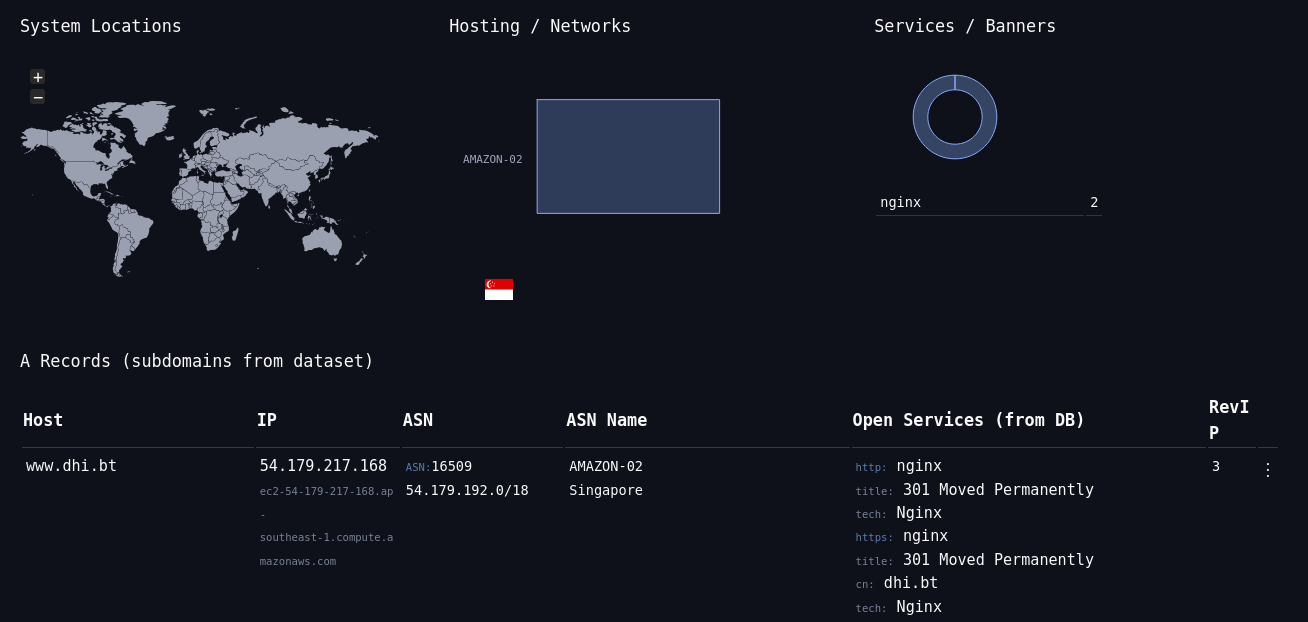 System Locations
Hosting / Networks
Services / Banners
+
−
AMAZON-02
nginx 2
A Records (subdomains from dataset)
Host IP ASN ASN Name Open Services (from DB) RevI
P
www.dhi.bt 54.179.217.168 ASN:16509 AMAZON-02 http: nginx 3 ⋮
ec2-54-179-217-168.ap 54.179.192.0/18 Singapore title: 301 Moved Permanently
- tech: Nginx
southeast-1.compute.a https: nginx
mazonaws.com title: 301 Moved Permanently
cn: dhi.bt
tech: Nginx